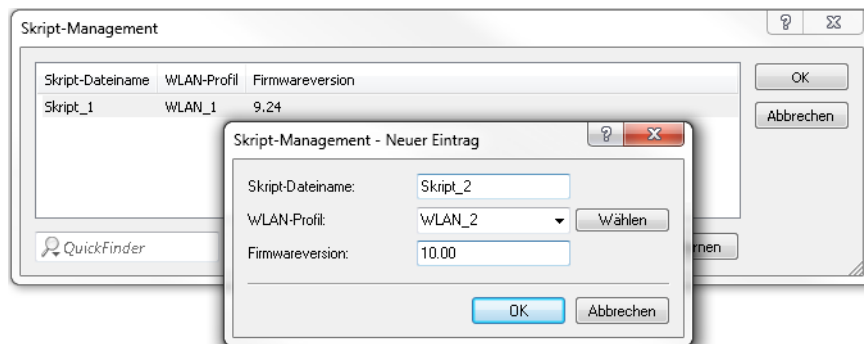 Skript-Management
Skript-Dateiname WLAN-Profil Firmwareversion
Skript_1 WLAN_1 9.24
OK
Abbrechen
QuickFinder
Skript-Management - Neuer Eintrag
Skript-Dateiname: Skript_2
WLAN-Profil: WLAN_2 Wählen
Firmwareversion: 10.00
OK Abbrechen